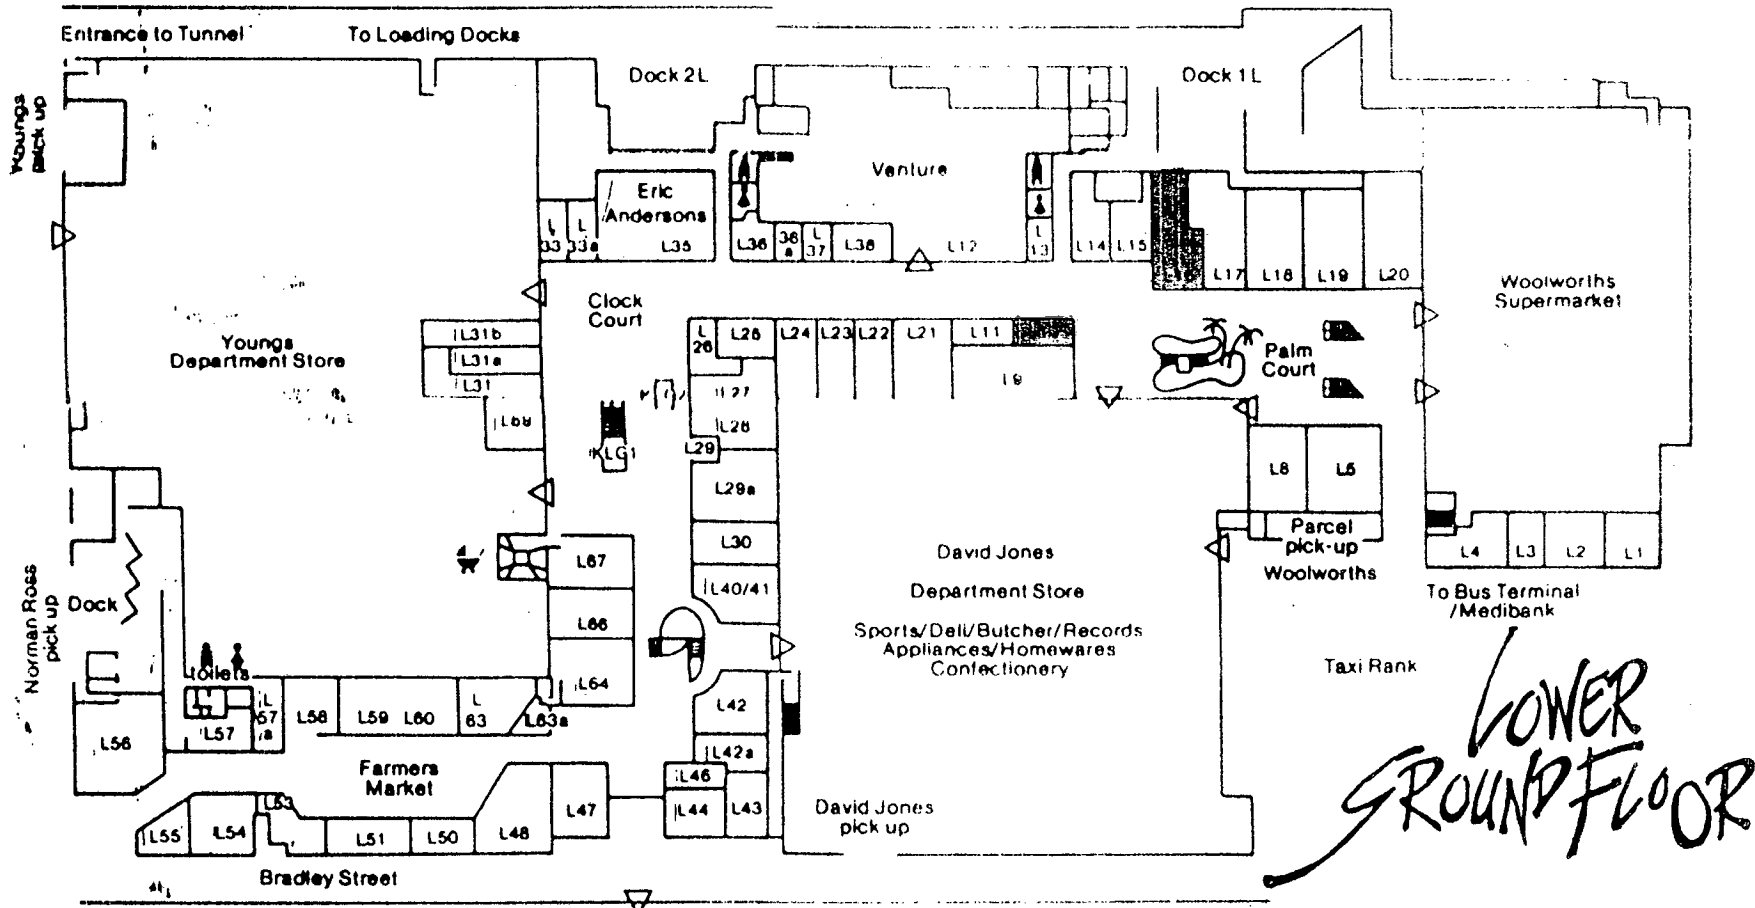 Entrance to Tunnel
To Loading Docks
Dock 2L
Dock 1L
Youngs
pick up
Eric
Andersons
L35
L
33
L
33a
Venture
L36
36
a
L
37
L38
L12
L
13
L14
L15
L17
L18
L19
L20
Woolworths
Supermarket
Clock
Court
Youngs
Department Store
L31b
L31a
L31
L68
L
26
L25
L24
L23
L22
L21
L11
L9
Palm
Court
L27
L28
L29
KLG1
L29a
L30
L40/41
L8
L6
Parcel
pick-up
Woolworths
L4
L3
L2
L1
To Bus Terminal
/Medibank
Taxi Rank
David Jones
Department Store
Sports/Deli/Butcher/Records
Appliances/Homewares
Confectionery
Norman Ross
pick up
Dock
toilets
L67
L66
L64
L42
L42a
L46
L44
L43
L56
L57
L
57
a
L58
L59
L60
L
63
L63a
Farmers
Market
L55
L54
L53
L51
L50
L48
L47
David Jones
pick up
Bradley Street
LOWER
GROUND FLOOR